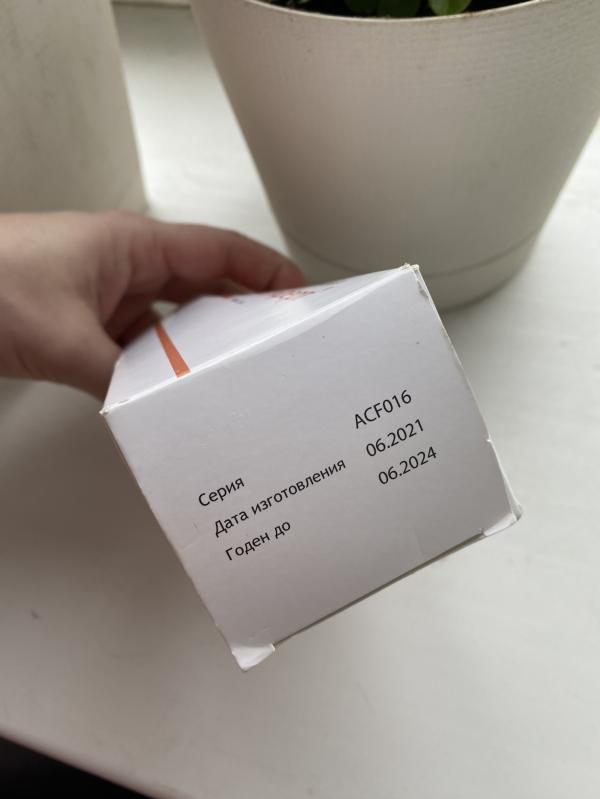 Серия ACF016
Дата изготовления 06.2021
Годен до 06.2024